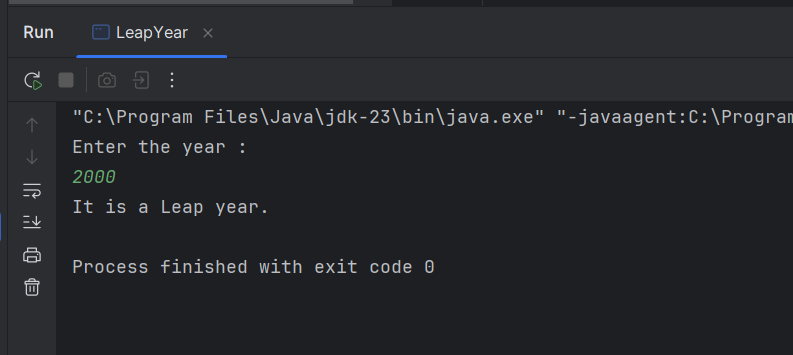 Run
LeapYear
"C:\Program Files\Java\jdk-23\bin\java.exe" "-javaagent:C:\Program
Enter the year :
2000
It is a Leap year.
Process finished with exit code 0